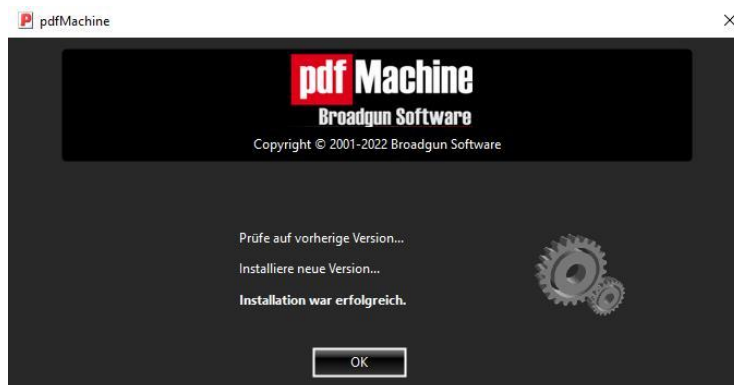 P pdfMachine
pdf Machine
Broadgun Software
Copyright © 2001-2022 Broadgun Software
Prüfe auf vorherige Version...
Installiere neue Version...
Installation war erfolgreich.
OK